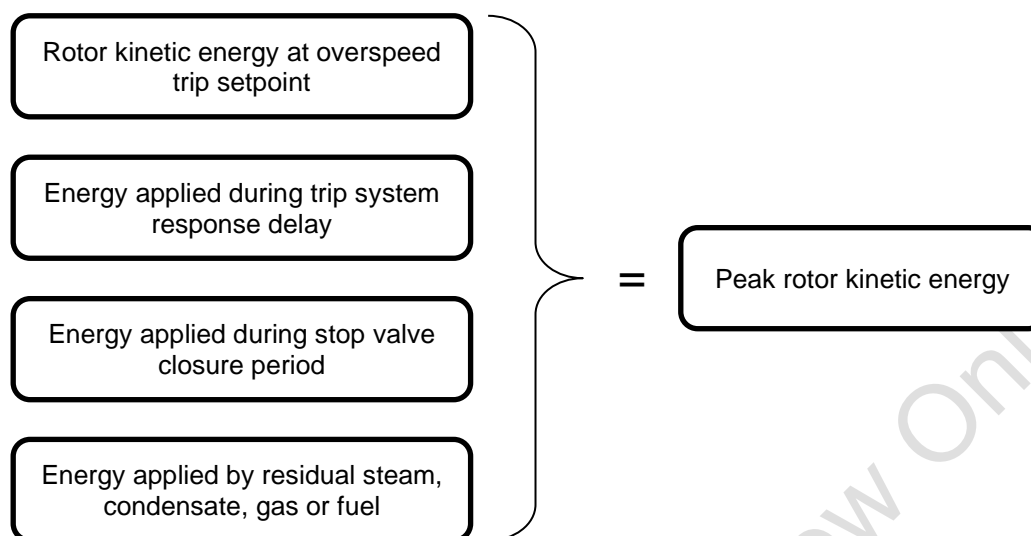 Rotor kinetic energy at overspeed
trip setpoint
Energy applied during trip system
response delay
Energy applied during stop valve
closure period
Energy applied by residual steam,
condensate, gas or fuel
=
Peak rotor kinetic energy